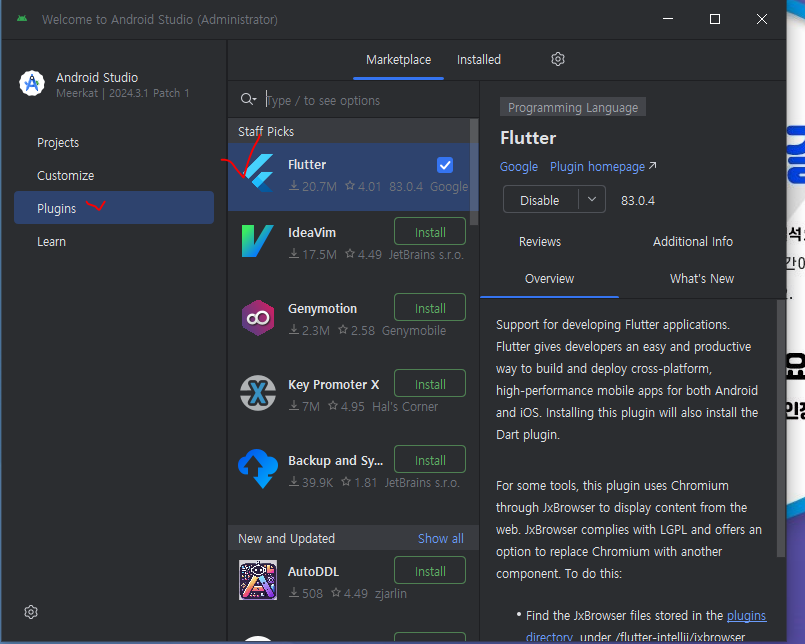 Welcome to Android Studio (Administrator)
Android Studio
Meerkat | 2024.3.1 Patch 1
Projects
Customize
Plugins
Learn
Marketplace
Installed
Type / to see options
Staff Picks
Flutter
20.7M 4.01 83.0.4 Google
IdeaVim
Install
17.5M 4.49 JetBrains s.r.o.
Genymotion
Install
2.3M 2.58 Genymobile
Key Promoter X
Install
7M 4.95 Hal's Corner
Backup and Sy...
Install
39.9K 1.81 JetBrains s.r.o.
New and Updated
Show all
AutoDDL
Install
508 4.49 zjarlin
Programming Language
Flutter
Google Plugin homepage ↗
Disable
83.0.4
Reviews
Additional Info
Overview
What's New
Support for developing Flutter applications.
Flutter gives developers an easy and productive
way to build and deploy cross-platform,
high-performance mobile apps for both Android
and iOS. Installing this plugin will also install the
Dart plugin.
For some tools, this plugin uses Chromium
through JxBrowser to display content from the
web. JxBrowser complies with LGPL and offers an
option to replace Chromium with another
component. To do this:
• Find the JxBrowser files stored in the plugins
directory, under /flutter-intellij/jxbrowser